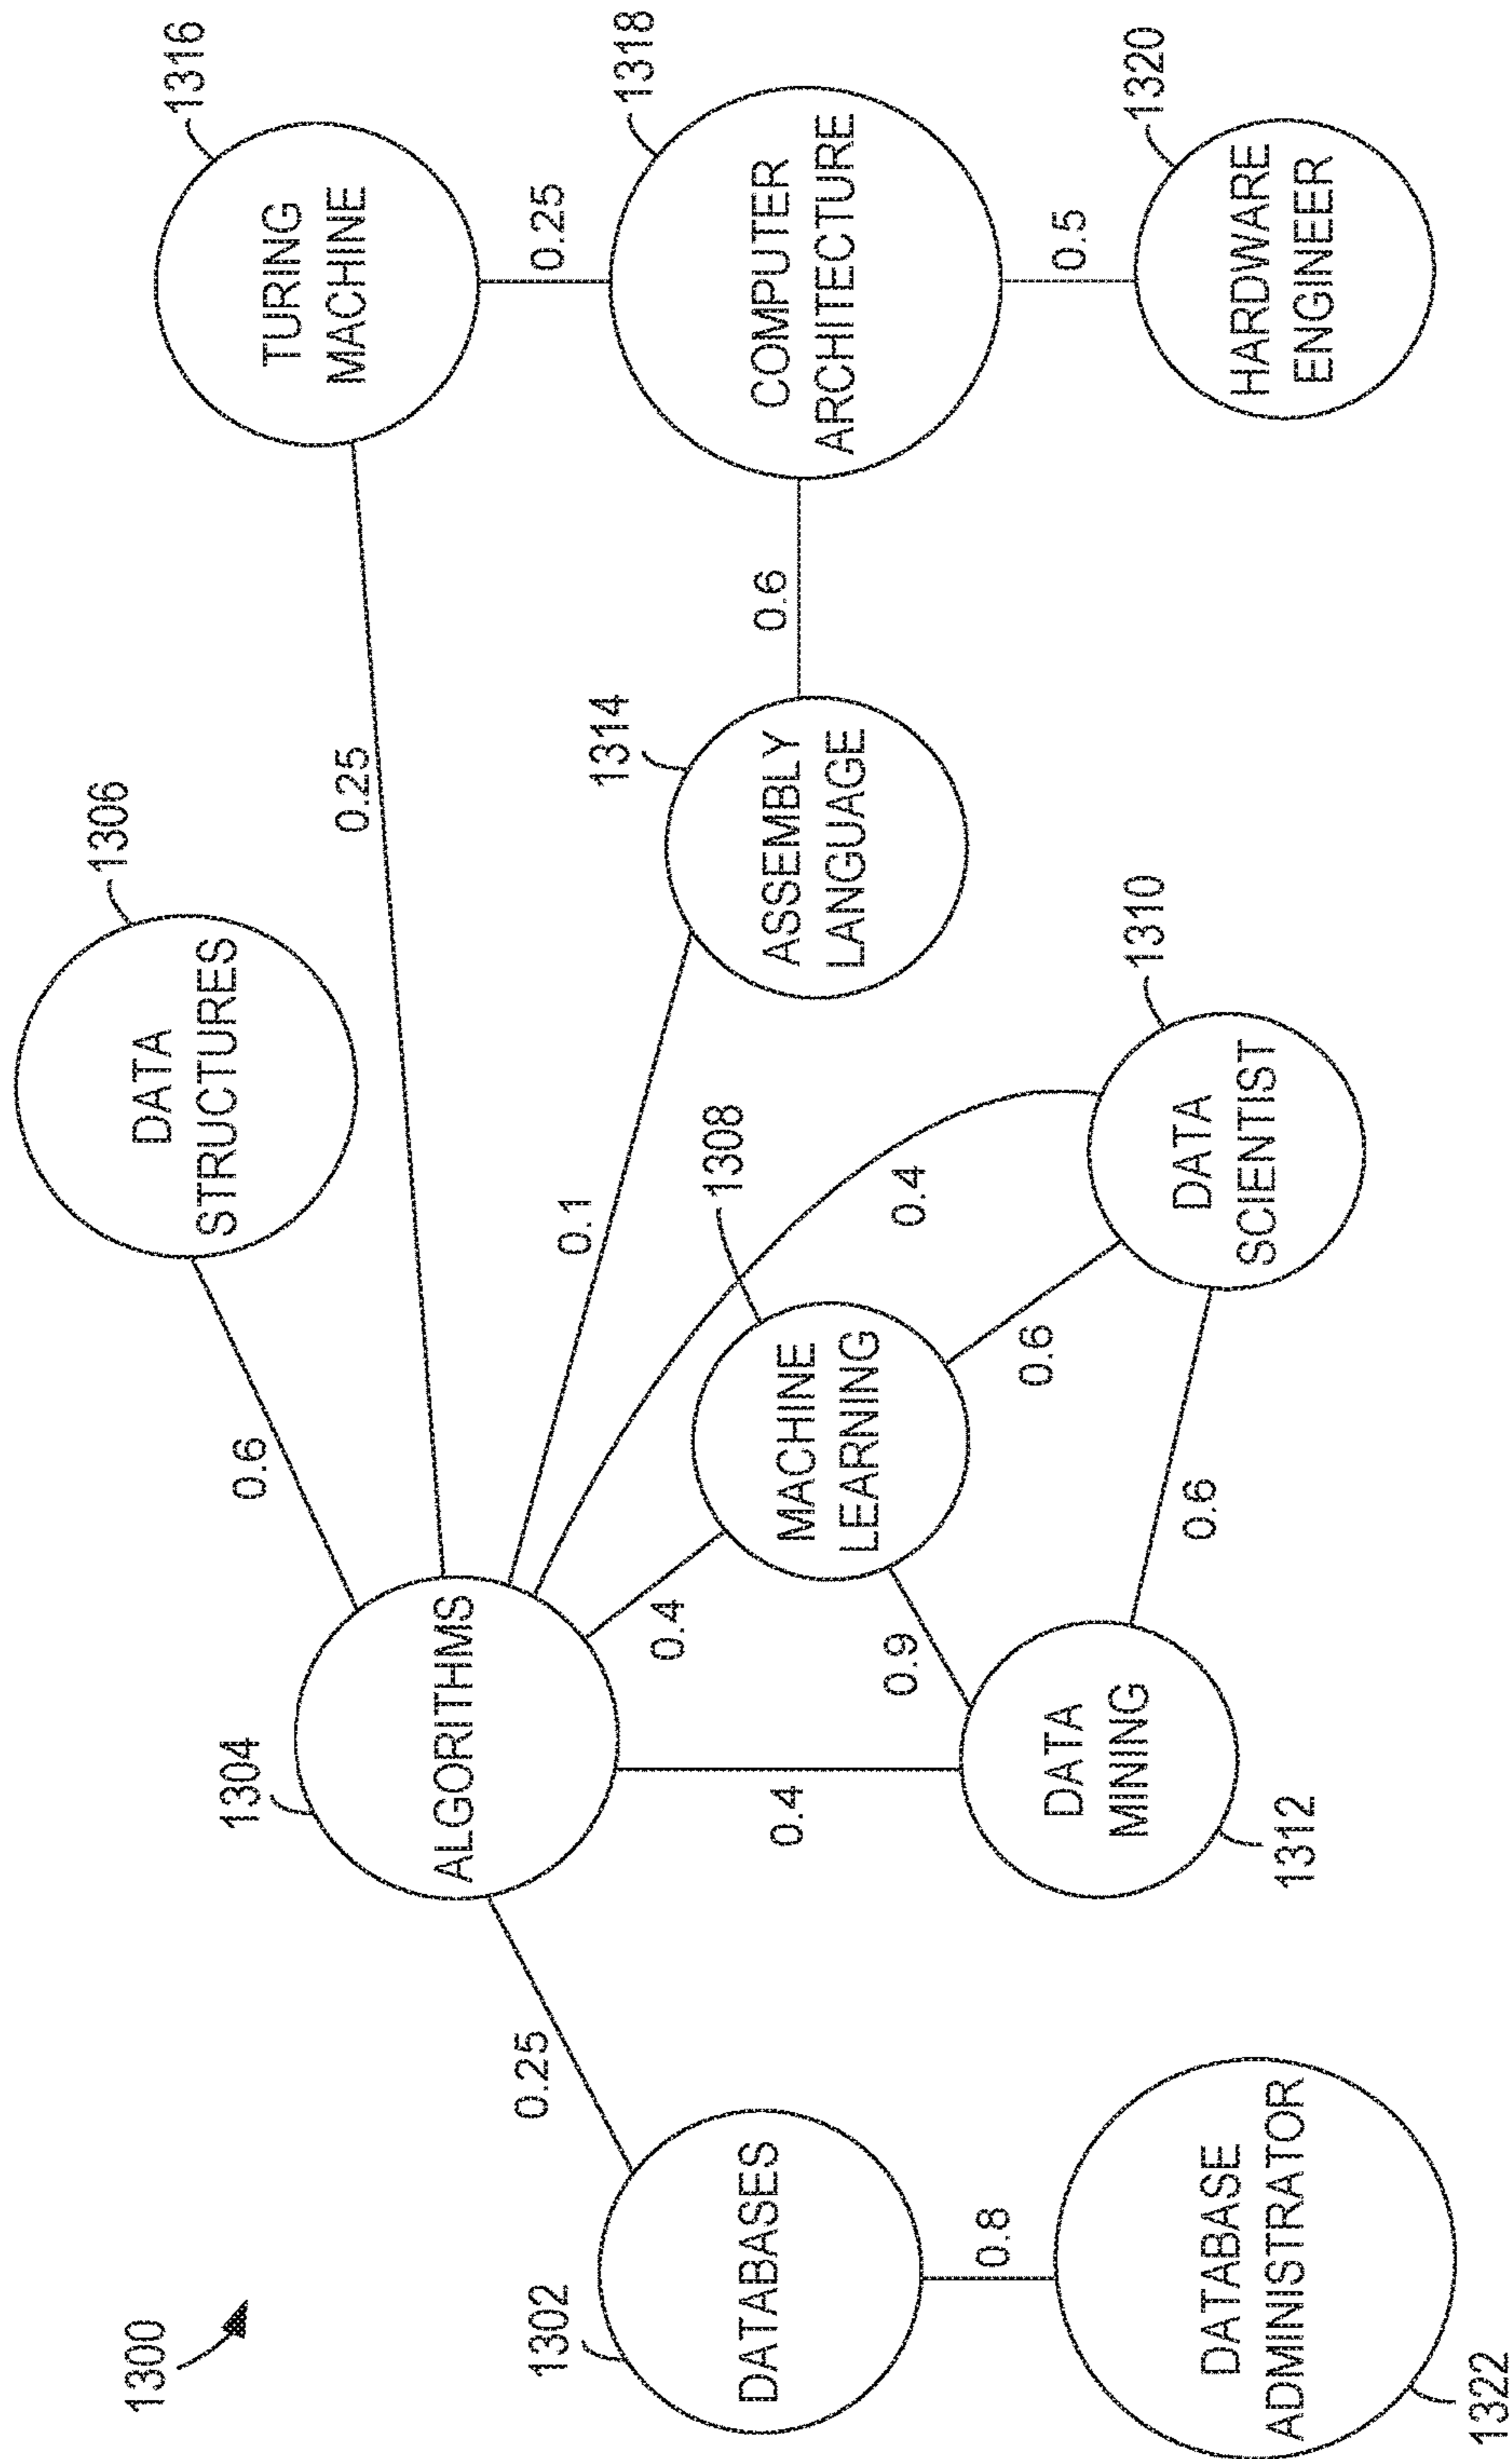 1300
1304
ALGORITHMS
0.6
DATA
STRUCTURES
1306
0.25
TURING
MACHINE
1316
0.25
0.1
ASSEMBLY
LANGUAGE
1314
0.6
COMPUTER
ARCHITECTURE
1318
0.5
HARDWARE
ENGINEER
1320
0.25
DATABASES
1302
0.8
DATABASE
ADMINISTRATOR
1322
0.4
DATA
MINING
1312
0.4
0.9
MACHINE
LEARNING
1308
0.4
0.6
0.6
DATA
SCIENTIST
1310